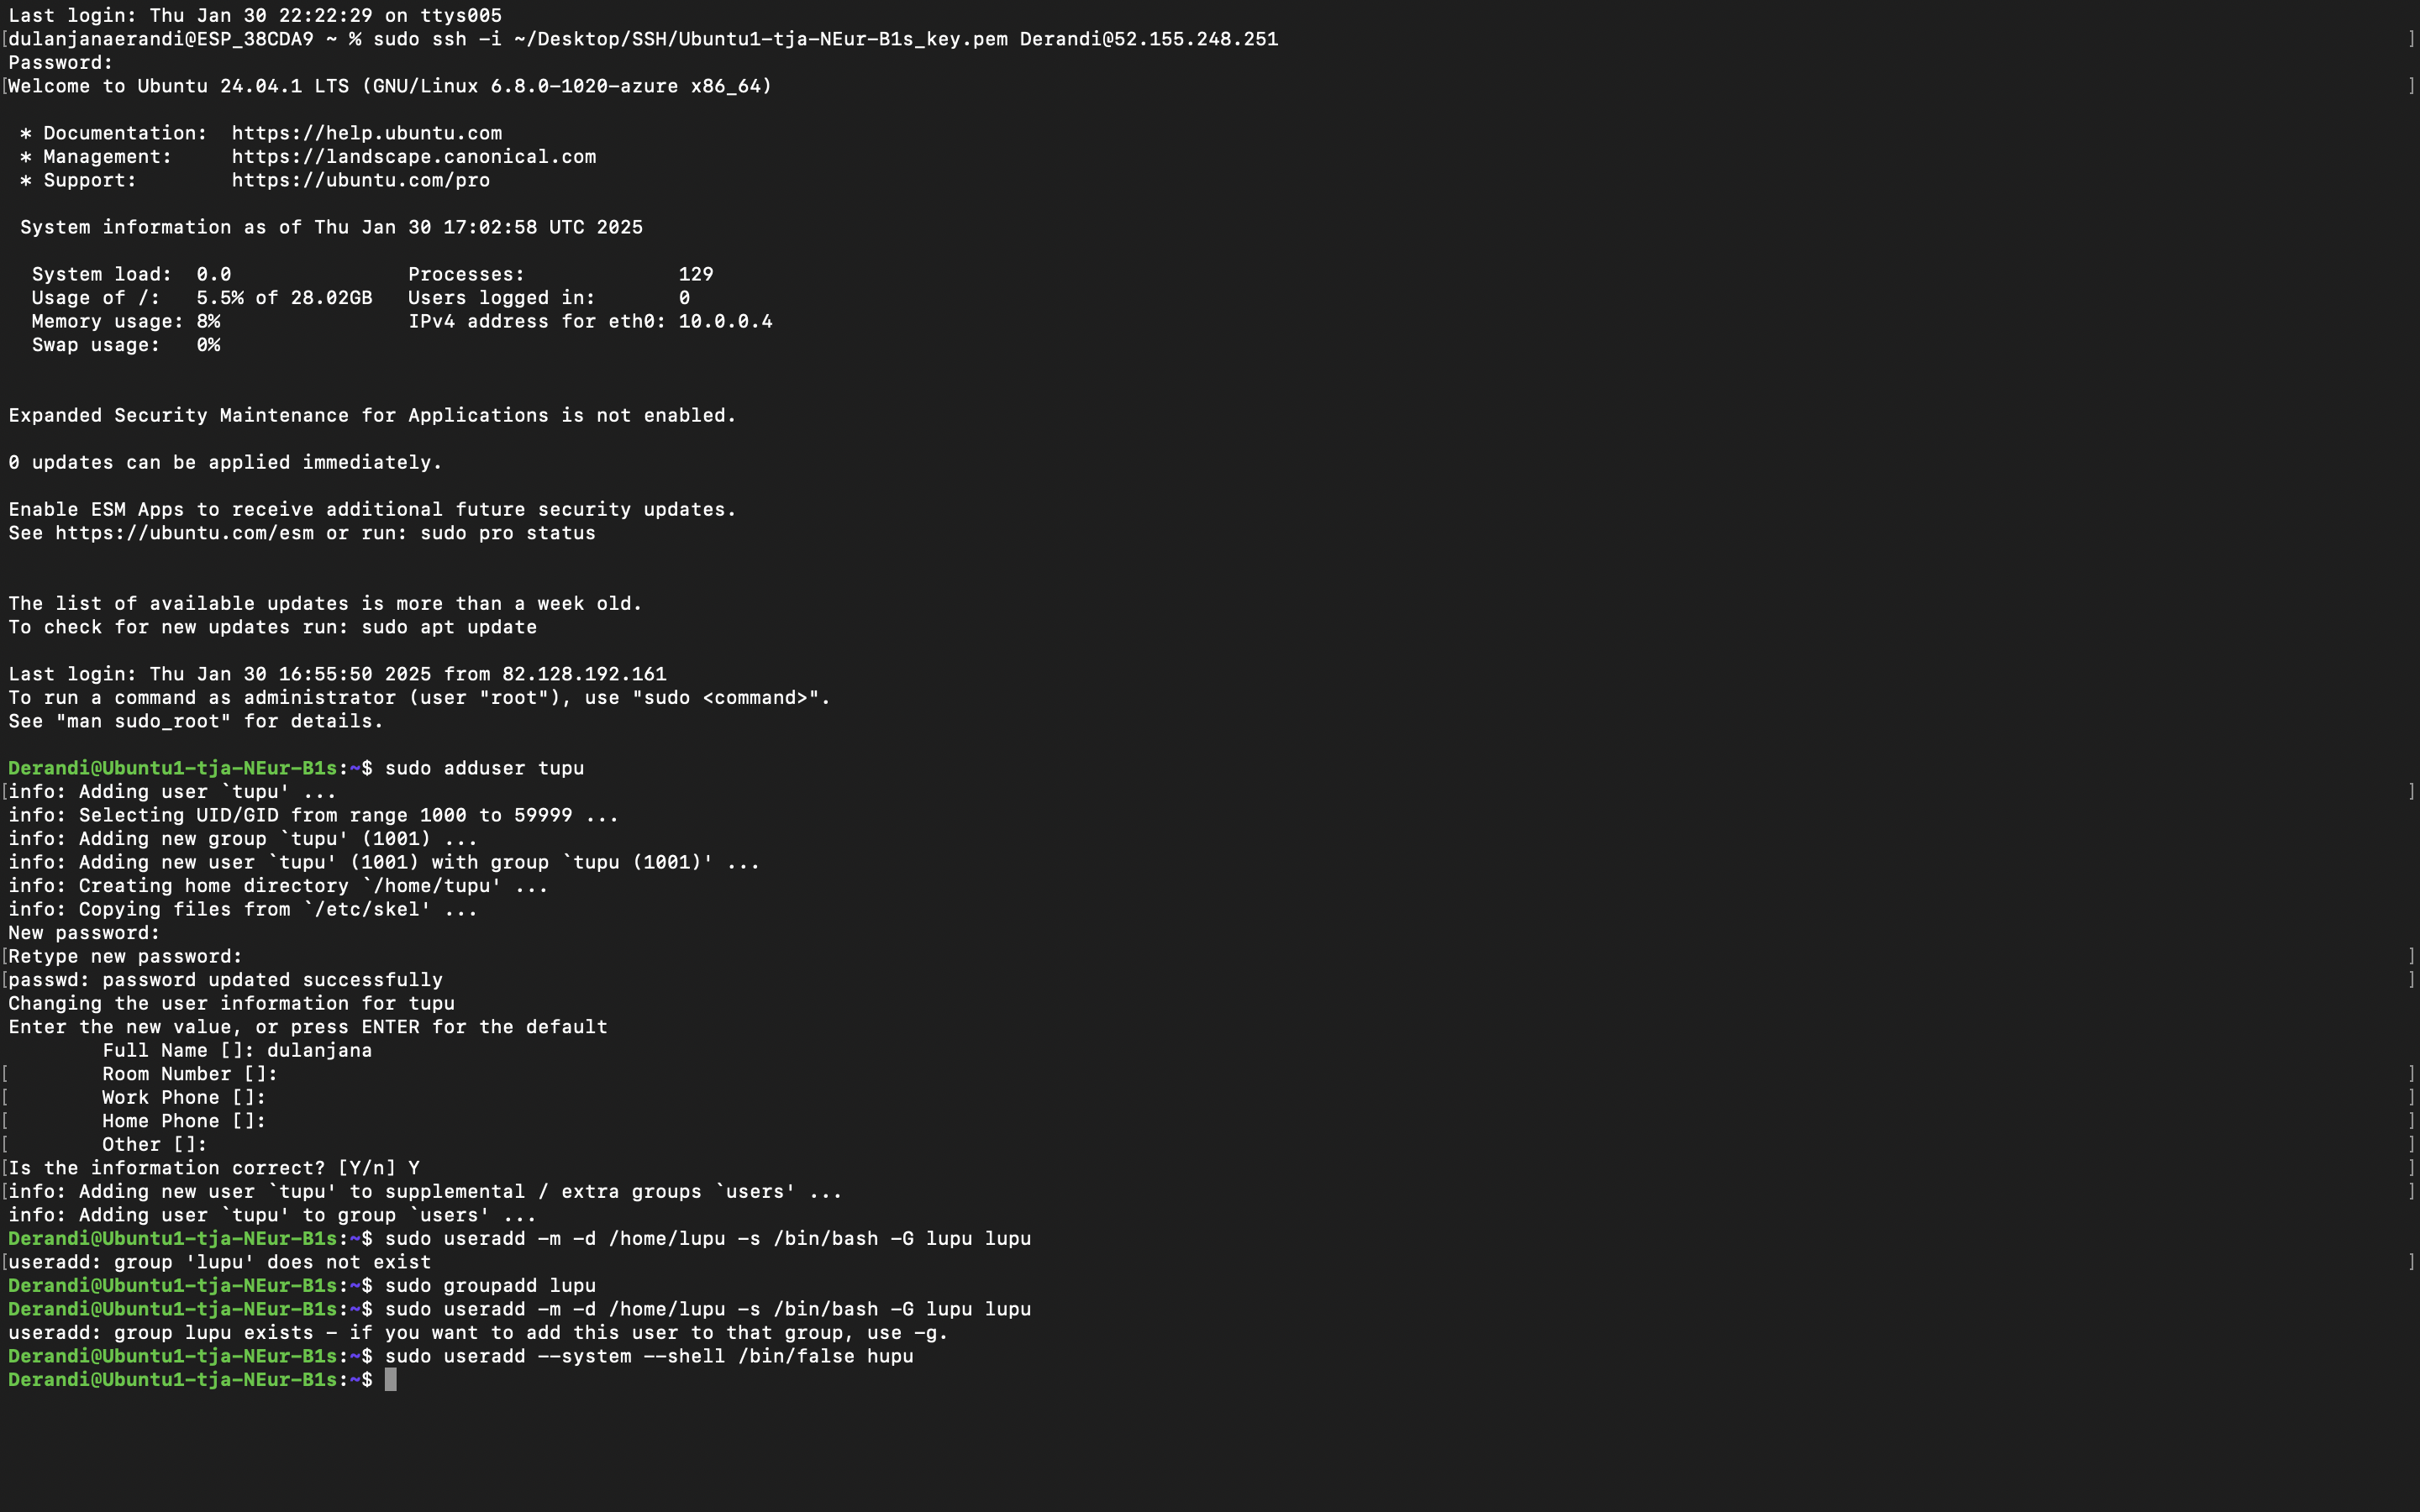 Last login: Thu Jan 30 22:22:29 on ttys005
[dulanjanaerandi@ESP_38CDA9 ~ % sudo ssh -i ~/Desktop/SSH/Ubuntu1-tja-NEur-B1s_key.pem Derandi@52.155.248.251 ]
Password:
[Welcome to Ubuntu 24.04.1 LTS (GNU/Linux 6.8.0-1020-azure x86_64) ]
* Documentation: https://help.ubuntu.com
* Management: https://landscape.canonical.com
* Support: https://ubuntu.com/pro
System information as of Thu Jan 30 17:02:58 UTC 2025
System load: 0.0 Processes: 129
Usage of /: 5.5% of 28.02GB Users logged in: 0
Memory usage: 8% IPv4 address for eth0: 10.0.0.4
Swap usage: 0%
Expanded Security Maintenance for Applications is not enabled.
0 updates can be applied immediately.
Enable ESM Apps to receive additional future security updates.
See https://ubuntu.com/esm or run: sudo pro status
The list of available updates is more than a week old.
To check for new updates run: sudo apt update
Last login: Thu Jan 30 16:55:50 2025 from 82.128.192.161
To run a command as administrator (user "root"), use "sudo <command>".
See "man sudo_root" for details.
Derandi@Ubuntu1-tja-NEur-B1s:~$ sudo adduser tupu
[info: Adding user `tupu' ... ]
info: Selecting UID/GID from range 1000 to 59999 ...
info: Adding new group `tupu' (1001) ...
info: Adding new user `tupu' (1001) with group `tupu (1001)' ...
info: Creating home directory `/home/tupu' ...
info: Copying files from `/etc/skel' ...
New password:
[Retype new password: ]
[passwd: password updated successfully ]
Changing the user information for tupu
Enter the new value, or press ENTER for the default
Full Name []: dulanjana
[ Room Number []: ]
[ Work Phone []: ]
[ Home Phone []: ]
[ Other []: ]
[Is the information correct? [Y/n] Y ]
[info: Adding new user `tupu' to supplemental / extra groups `users' ... ]
info: Adding user `tupu' to group `users' ...
Derandi@Ubuntu1-tja-NEur-B1s:~$ sudo useradd -m -d /home/lupu -s /bin/bash -G lupu lupu
[useradd: group 'lupu' does not exist ]
Derandi@Ubuntu1-tja-NEur-B1s:~$ sudo groupadd lupu
Derandi@Ubuntu1-tja-NEur-B1s:~$ sudo useradd -m -d /home/lupu -s /bin/bash -G lupu lupu
useradd: group lupu exists - if you want to add this user to that group, use -g.
Derandi@Ubuntu1-tja-NEur-B1s:~$ sudo useradd --system --shell /bin/false hupu
Derandi@Ubuntu1-tja-NEur-B1s:~$